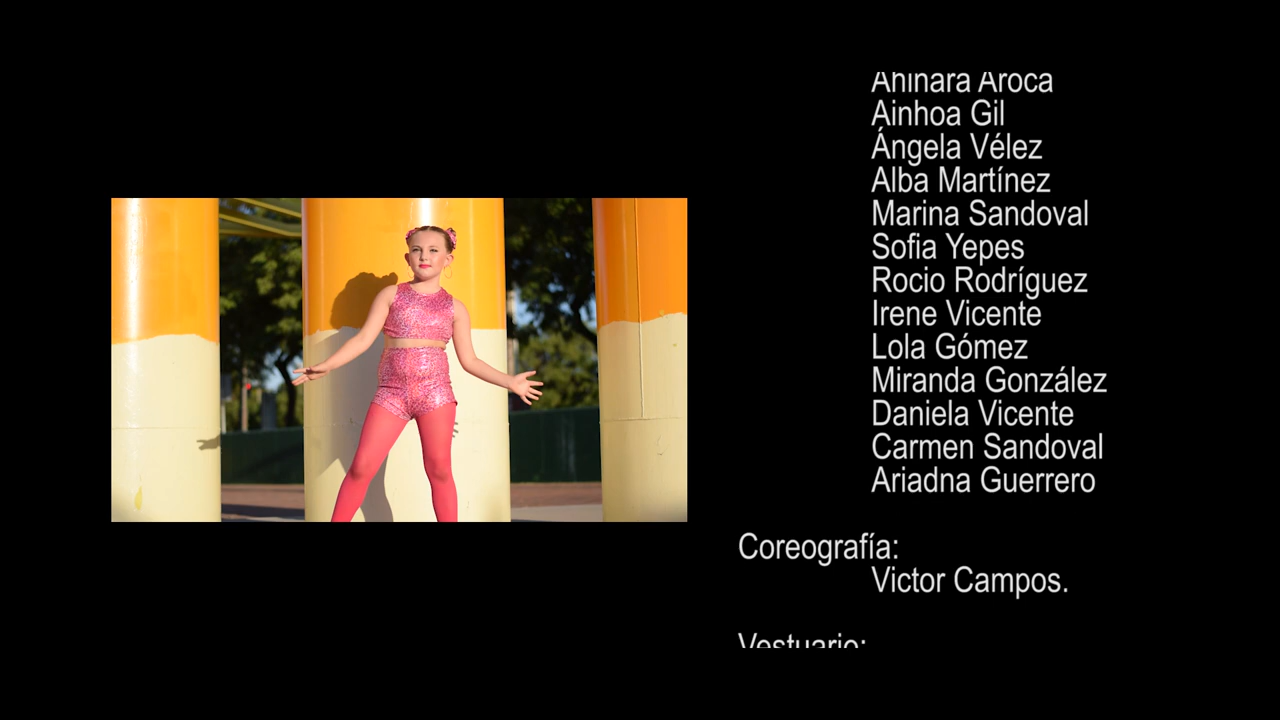 Ahinara Aroca
Ainhoa Gil
Ángela Vélez
Alba Martínez
Marina Sandoval
Sofia Yepes
Rocio Rodríguez
Irene Vicente
Lola Gómez
Miranda González
Daniela Vicente
Carmen Sandoval
Ariadna Guerrero
Coreografía:
Victor Campos.
Vestuario: